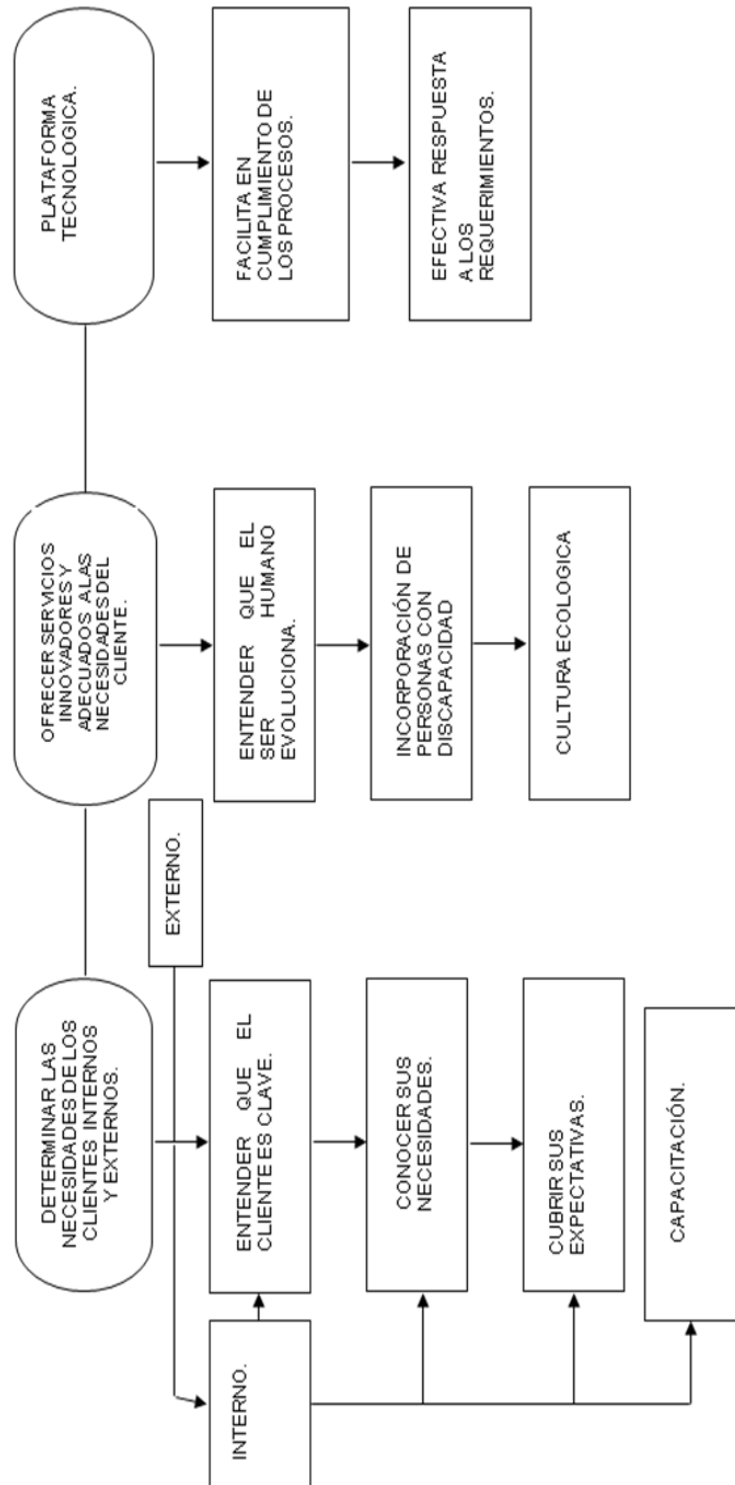 DETERMINAR LAS
NECESIDADES DE LOS
CLIENTES INTERNOS
Y EXTERNOS.
EXTERNO.
INTERNO.
ENTENDER QUE EL
CLIENTE ES CLAVE.
CONOCER SUS
NECESIDADES.
CUBRIR SUS
EXPECTATIVAS.
CAPACITACIÓN.
OFRECER SERVICIOS
INNOVADORES Y
ADECUADOS ALAS
NECESIDADES DEL
CLIENTE.
ENTENDER QUE EL
SER HUMANO
EVOLUCIONA.
INCORPORACIÓN DE
PERSONAS CON
DISCAPACIDAD
CULTURA ECOLOGICA
PLATAFORMA
TECNOLOGICA.
FACILITA EN
CUMPLIMIENTO DE
LOS PROCESOS.
EFECTIVA RESPUESTA
A LOS
REQUERIMIENTOS.